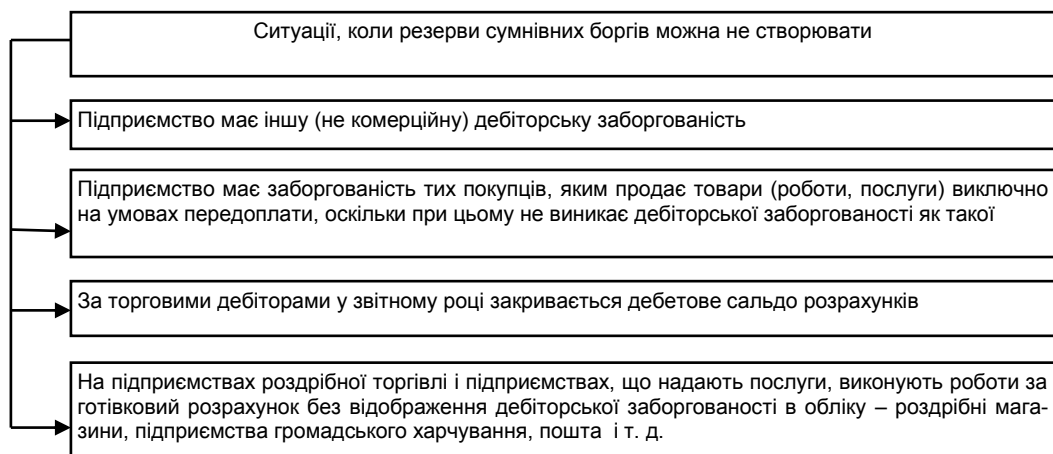 Ситуації, коли резерви сумнівних боргів можна не створювати
Підприємство має іншу (не комерційну) дебіторську заборгованість
Підприємство має заборгованість тих покупців, яким продає товари (роботи, послуги) виключно
на умовах передоплати, оскільки при цьому не виникає дебіторської заборгованості як такої
За торговими дебіторами у звітному році закривається дебетове сальдо розрахунків
На підприємствах роздрібної торгівлі і підприємствах, що надають послуги, виконують роботи за
готівковий розрахунок без відображення дебіторської заборгованості в обліку – роздрібні мага-
зини, підприємства громадського харчування, пошта і т. д.